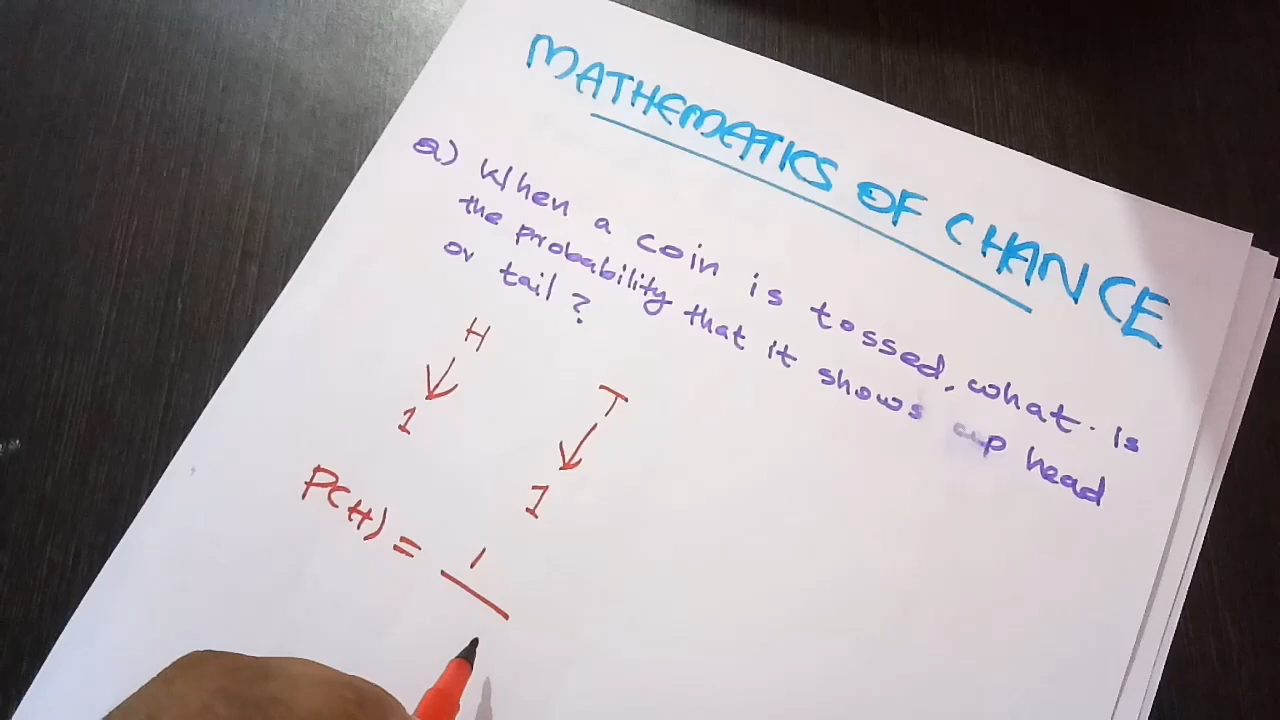 MATHEMATICS OF CHANCE
a) When a coin is tossed, what is
the probability that it shows up head
or tail ?
H T
1 1
P(H) = 1